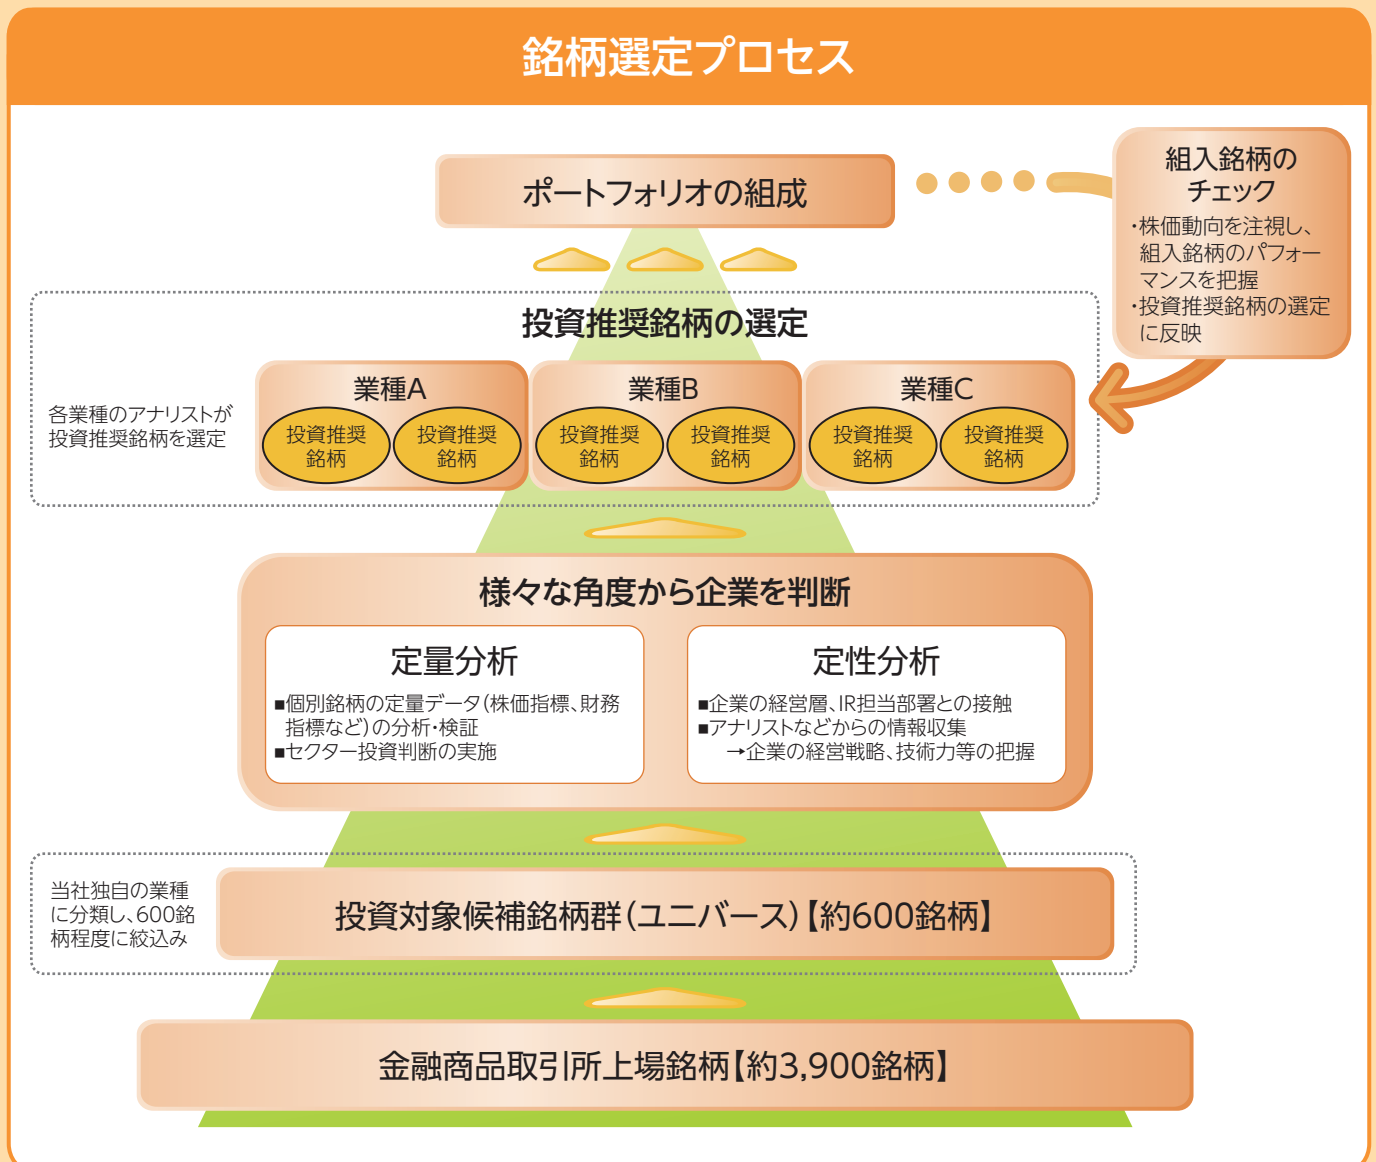 銘柄選定プロセス
ポートフォリオの組成
組入銘柄の
チェック
・株価動向を注視し、
組入銘柄のパフォー
マンスを把握
・投資推奨銘柄の選定
に反映
投資推奨銘柄の選定
各業種のアナリストが
投資推奨銘柄を選定
業種A
投資推奨
銘柄
投資推奨
銘柄
業種B
投資推奨
銘柄
投資推奨
銘柄
業種C
投資推奨
銘柄
投資推奨
銘柄
様々な角度から企業を判断
定量分析
■個別銘柄の定量データ(株価指標、財務
指標など)の分析・検証
■セクター投資判断の実施
定性分析
■企業の経営層、IR担当部署との接触
■アナリストなどからの情報収集
→企業の経営戦略、技術力等の把握
当社独自の業種
に分類し、600銘
柄程度に絞込み
投資対象候補銘柄群(ユニバース)【約600銘柄】
金融商品取引所上場銘柄【約3,900銘柄】